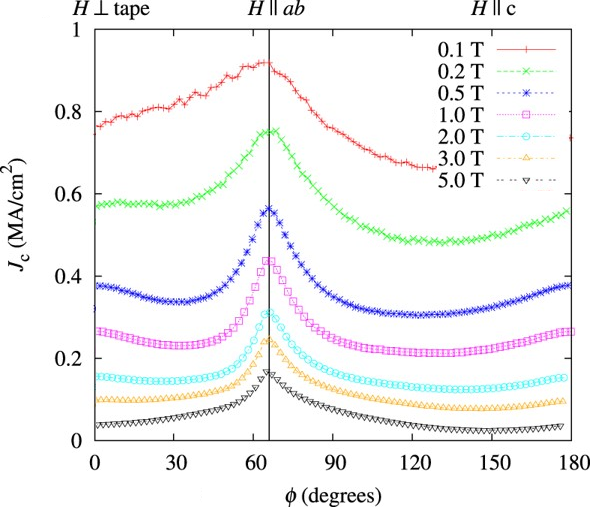 H ⊥ tape H || ab H || c
1
0.8
0.6
0.4
0.2
0
Jc (MA/cm2)
0.1 T
0.2 T
0.5 T
1.0 T
2.0 T
3.0 T
5.0 T
0 30 60 90 120 150 180
ϕ (degrees)